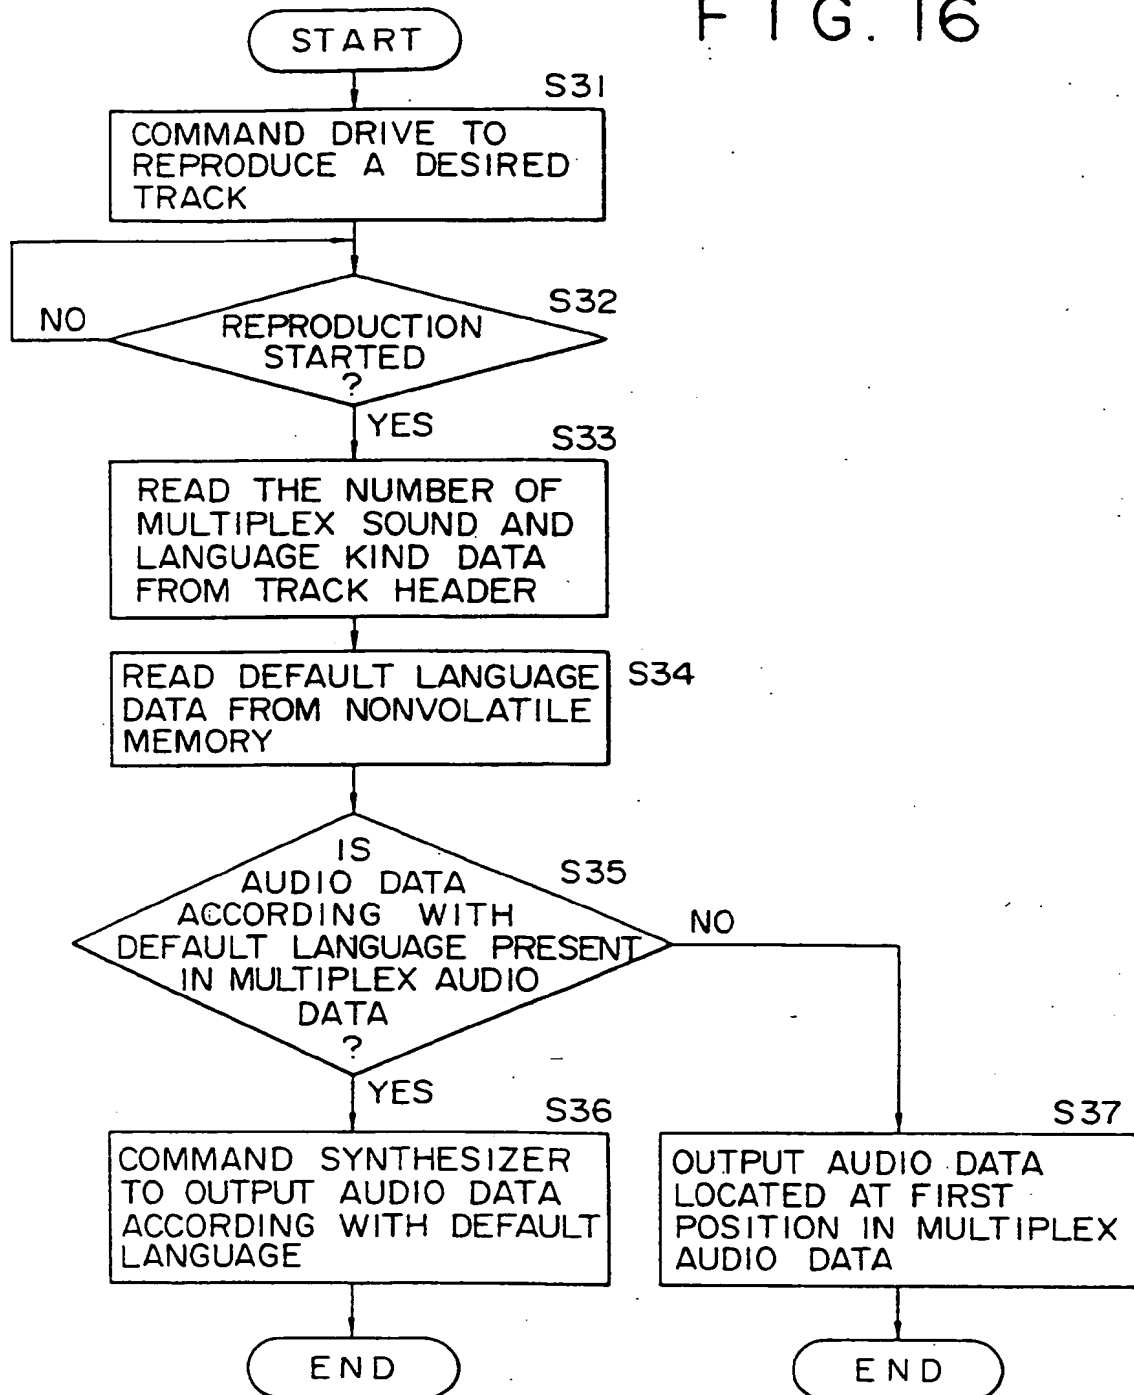 FIG. 16
START
S31
COMMAND DRIVE TO
REPRODUCE A DESIRED
TRACK
S32
NO
REPRODUCTION
STARTED
?
YES
S33
READ THE NUMBER OF
MULTIPLEX SOUND AND
LANGUAGE KIND DATA
FROM TRACK HEADER
S34
READ DEFAULT LANGUAGE
DATA FROM NONVOLATILE
MEMORY
S35
IS
AUDIO DATA
ACCORDING WITH
DEFAULT LANGUAGE PRESENT
IN MULTIPLEX AUDIO
DATA
?
NO
YES
S36
COMMAND SYNTHESIZER
TO OUTPUT AUDIO DATA
ACCORDING WITH DEFAULT
LANGUAGE
S37
OUTPUT AUDIO DATA
LOCATED AT FIRST
POSITION IN MULTIPLEX
AUDIO DATA
END
END